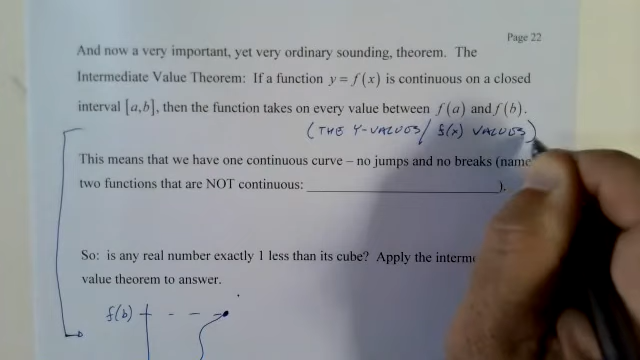 Page 22
And now a very important, yet very ordinary sounding, theorem. The
Intermediate Value Theorem: If a function y = f(x) is continuous on a closed
interval [a,b], then the function takes on every value between f(a) and f(b).
(THE Y-VALUES/ f(x) VALUES)
This means that we have one continuous curve – no jumps and no breaks (name
two functions that are NOT continuous: ____________________ ).
So: is any real number exactly 1 less than its cube? Apply the
value theorem to answer.
f(b)